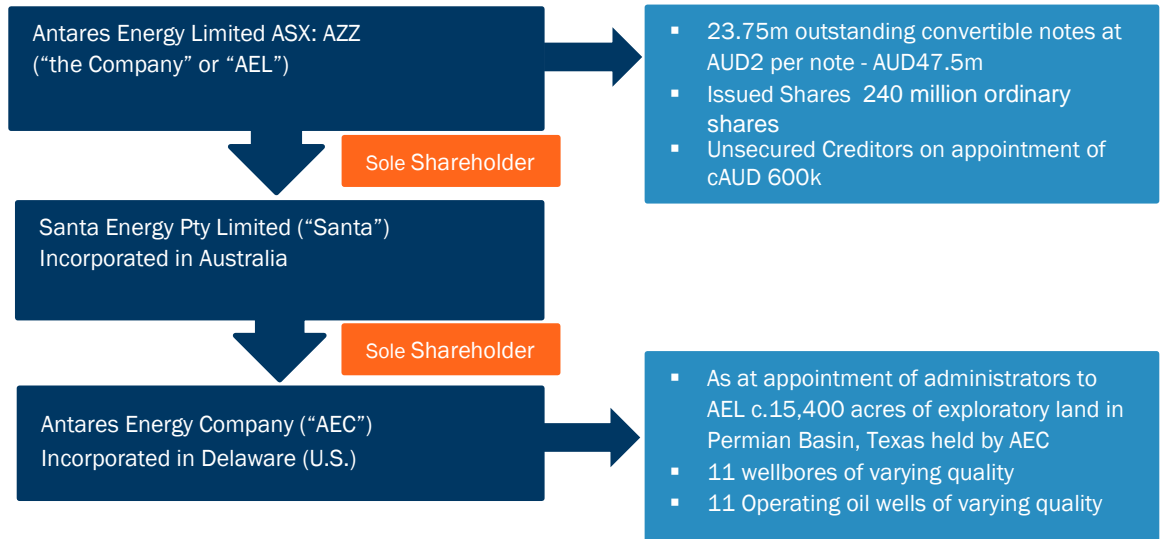 Antares Energy Limited ASX: AZZ
(“the Company” or “AEL”)
▪ 23.75m outstanding convertible notes at
AUD2 per note - AUD47.5m
▪ Issued Shares 240 million ordinary
shares
▪ Unsecured Creditors on appointment of
cAUD 600k
Sole Shareholder
Santa Energy Pty Limited (“Santa”)
Incorporated in Australia
Sole Shareholder
Antares Energy Company (“AEC”)
Incorporated in Delaware (U.S.)
▪ As at appointment of administrators to
AEL c.15,400 acres of exploratory land in
Permian Basin, Texas held by AEC
▪ 11 wellbores of varying quality
▪ 11 Operating oil wells of varying quality